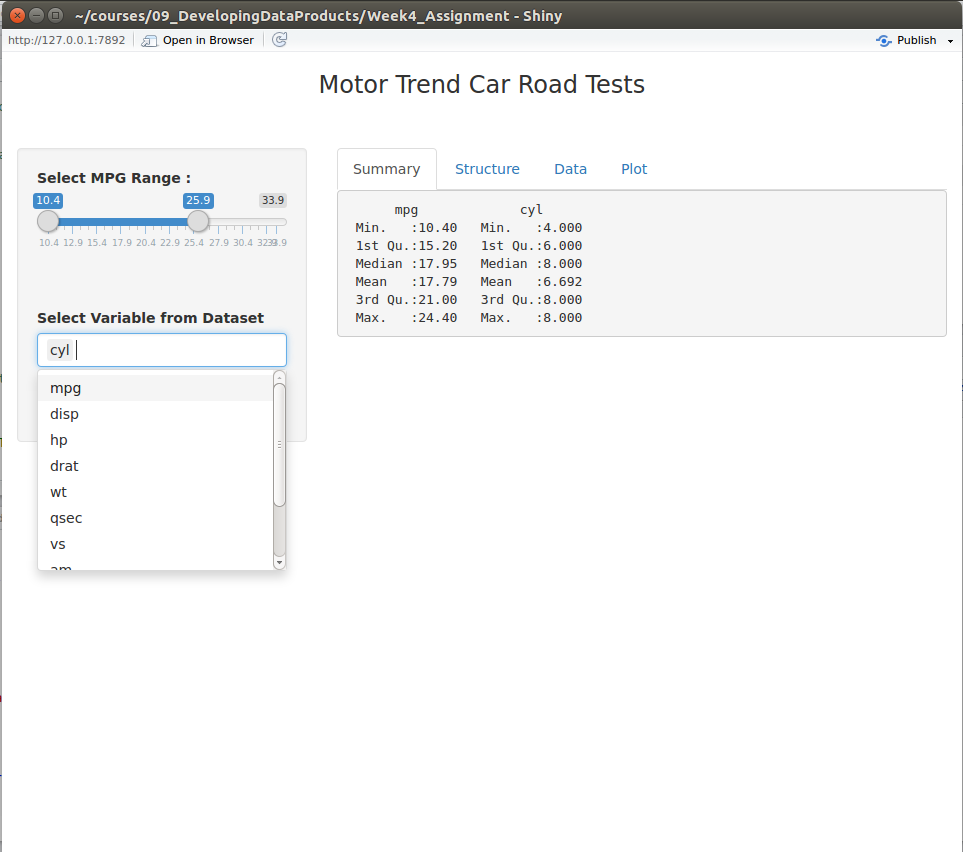 ~/courses/09_DevelopingDataProducts/Week4_Assignment - Shiny
http://127.0.0.1:7892 Open in Browser Publish
Motor Trend Car Road Tests
Select MPG Range :
10.4 25.9 33.9
10.4 12.9 15.4 17.9 20.4 22.9 25.4 27.9 30.4 33.9
Select Variable from Dataset
cyl
mpg
disp
hp
drat
wt
qsec
vs
am
Summary Structure Data Plot
mpg cyl
Min. :10.40 Min. :4.000
1st Qu.:15.20 1st Qu.:6.000
Median :17.95 Median :8.000
Mean :17.79 Mean :6.692
3rd Qu.:21.00 3rd Qu.:8.000
Max. :24.40 Max. :8.000